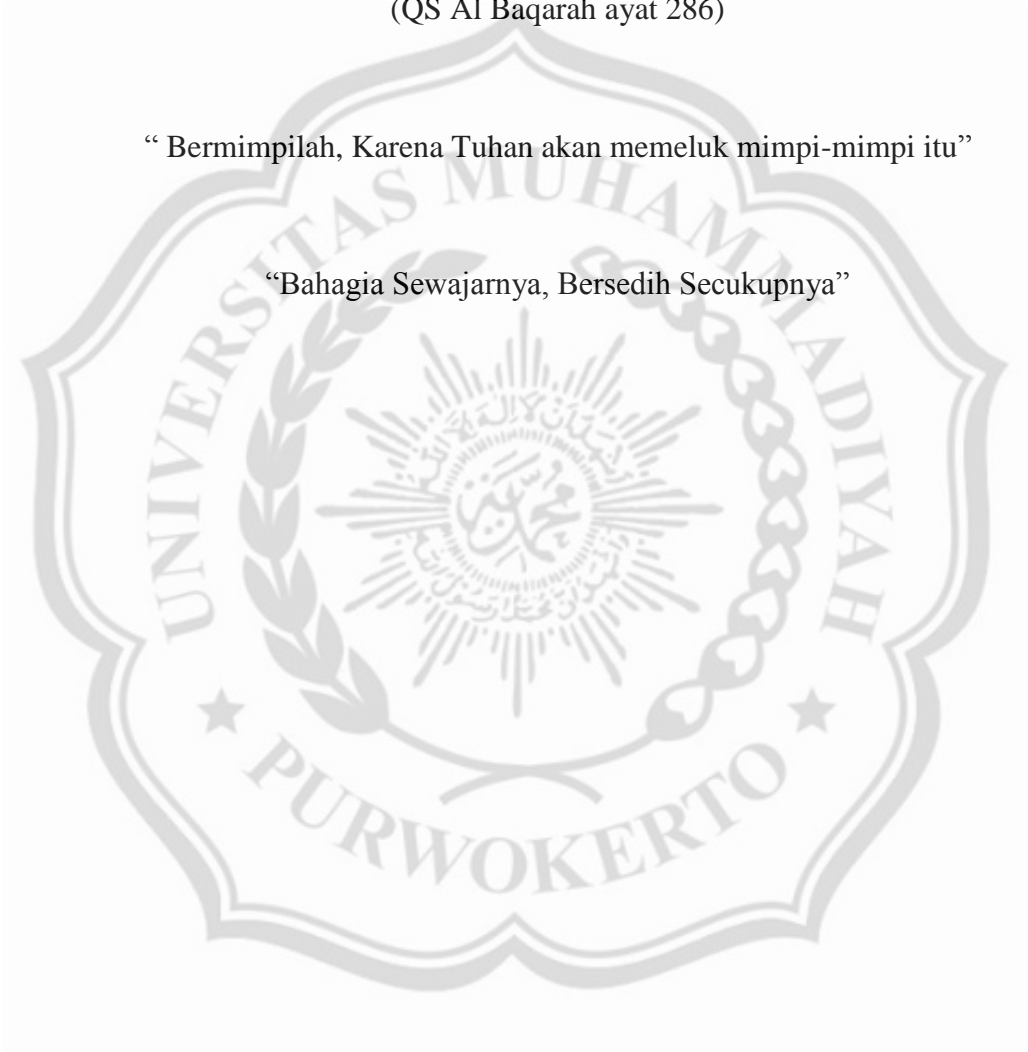 (QS Al Baqarah ayat 286)
“ Bermimpilah, Karena Tuhan akan memeluk mimpi-mimpi itu”
“Bahagia Sewajarnya, Bersedih Secukupnya”
UNIVERSITAS MUHAMMADIYAH
PURWOKERTO
محمد